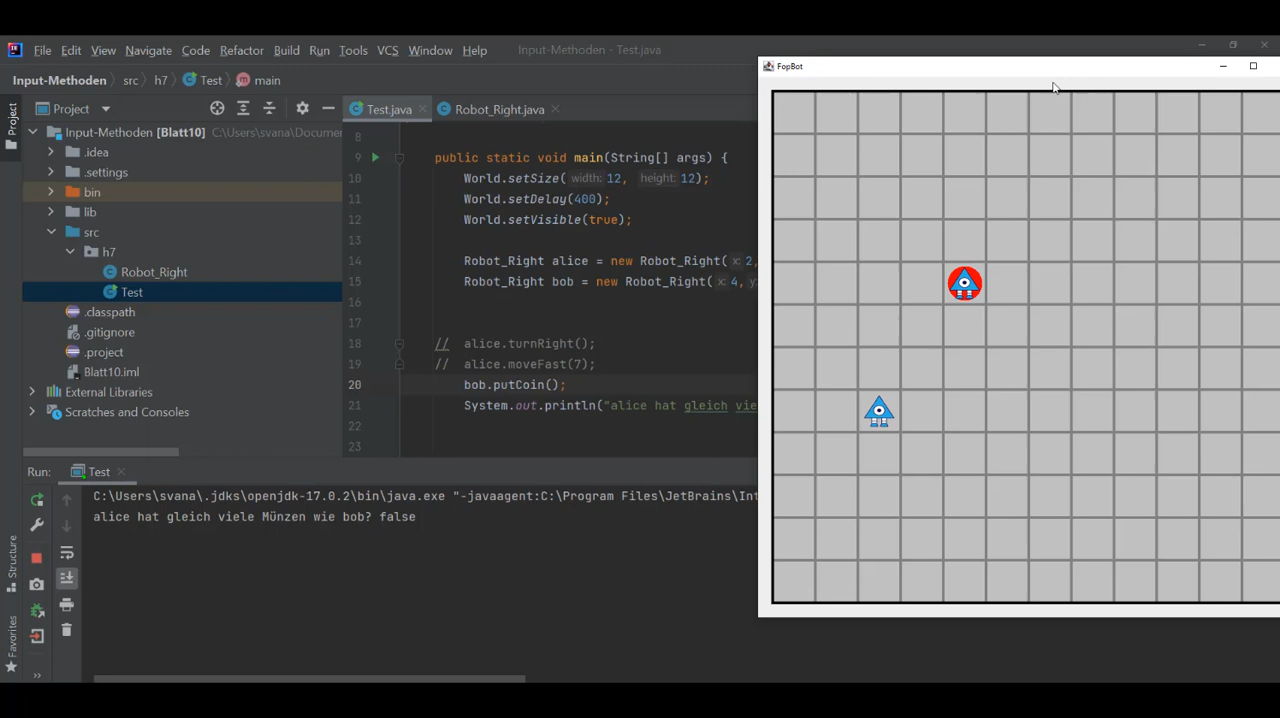 File Edit View Navigate Code Refactor Build Run Tools VCS Window Help Input-Methoden - Test.java
FopBot
Input-Methoden src h7 Test main
Project
Project
Test.java Robot_Right.java
Input-Methoden [Blatt10] C:\Users\svana\Docume
.idea
.settings
bin
lib
src
h7
Robot_Right
Test
.classpath
.gitignore
.project
Blatt10.iml
External Libraries
Scratches and Consoles
8
9 public static void main(String[] args) {
10 World.setSize( width: 12, height: 12);
11 World.setDelay(400);
12 World.setVisible(true);
13
14 Robot_Right alice = new Robot_Right( x: 2,
15 Robot_Right bob = new Robot_Right( x: 4, y:
17
18 // alice.turnRight();
19 // alice.moveFast(7);
20 bob.putCoin();
21 System.out.println("alice hat gleich vie
22
23
Run: Test
C:\Users\svana\.jdks\openjdk-17.0.2\bin\java.exe "-javaagent:C:\Program Files\JetBrains\Int
alice hat gleich viele Münzen wie bob? false
Structure
Favorites